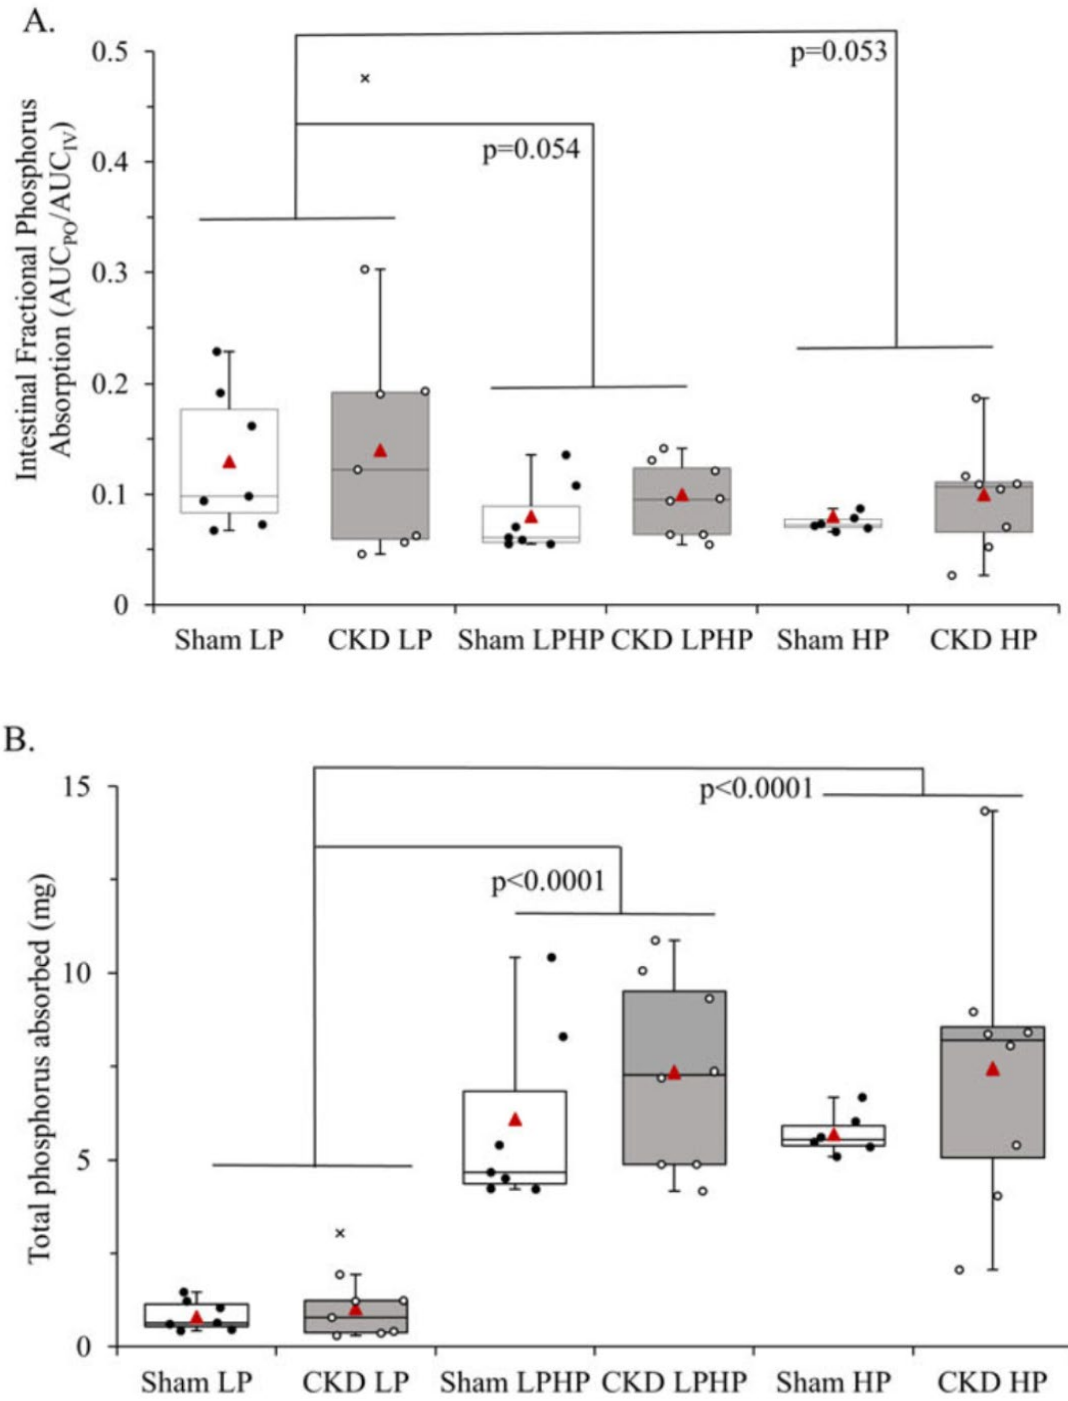 A.
Intestinal Fractional Phosphorus
Absorption (AUCPO/AUCIV)
0.5
0.4
0.3
0.2
0.1
0
p=0.053
p=0.054
Sham LP CKD LP Sham LPHP CKD LPHP Sham HP CKD HP
B.
Total phosphorus absorbed (mg)
15
10
5
0
p<0.0001
p<0.0001
Sham LP CKD LP Sham LPHP CKD LPHP Sham HP CKD HP